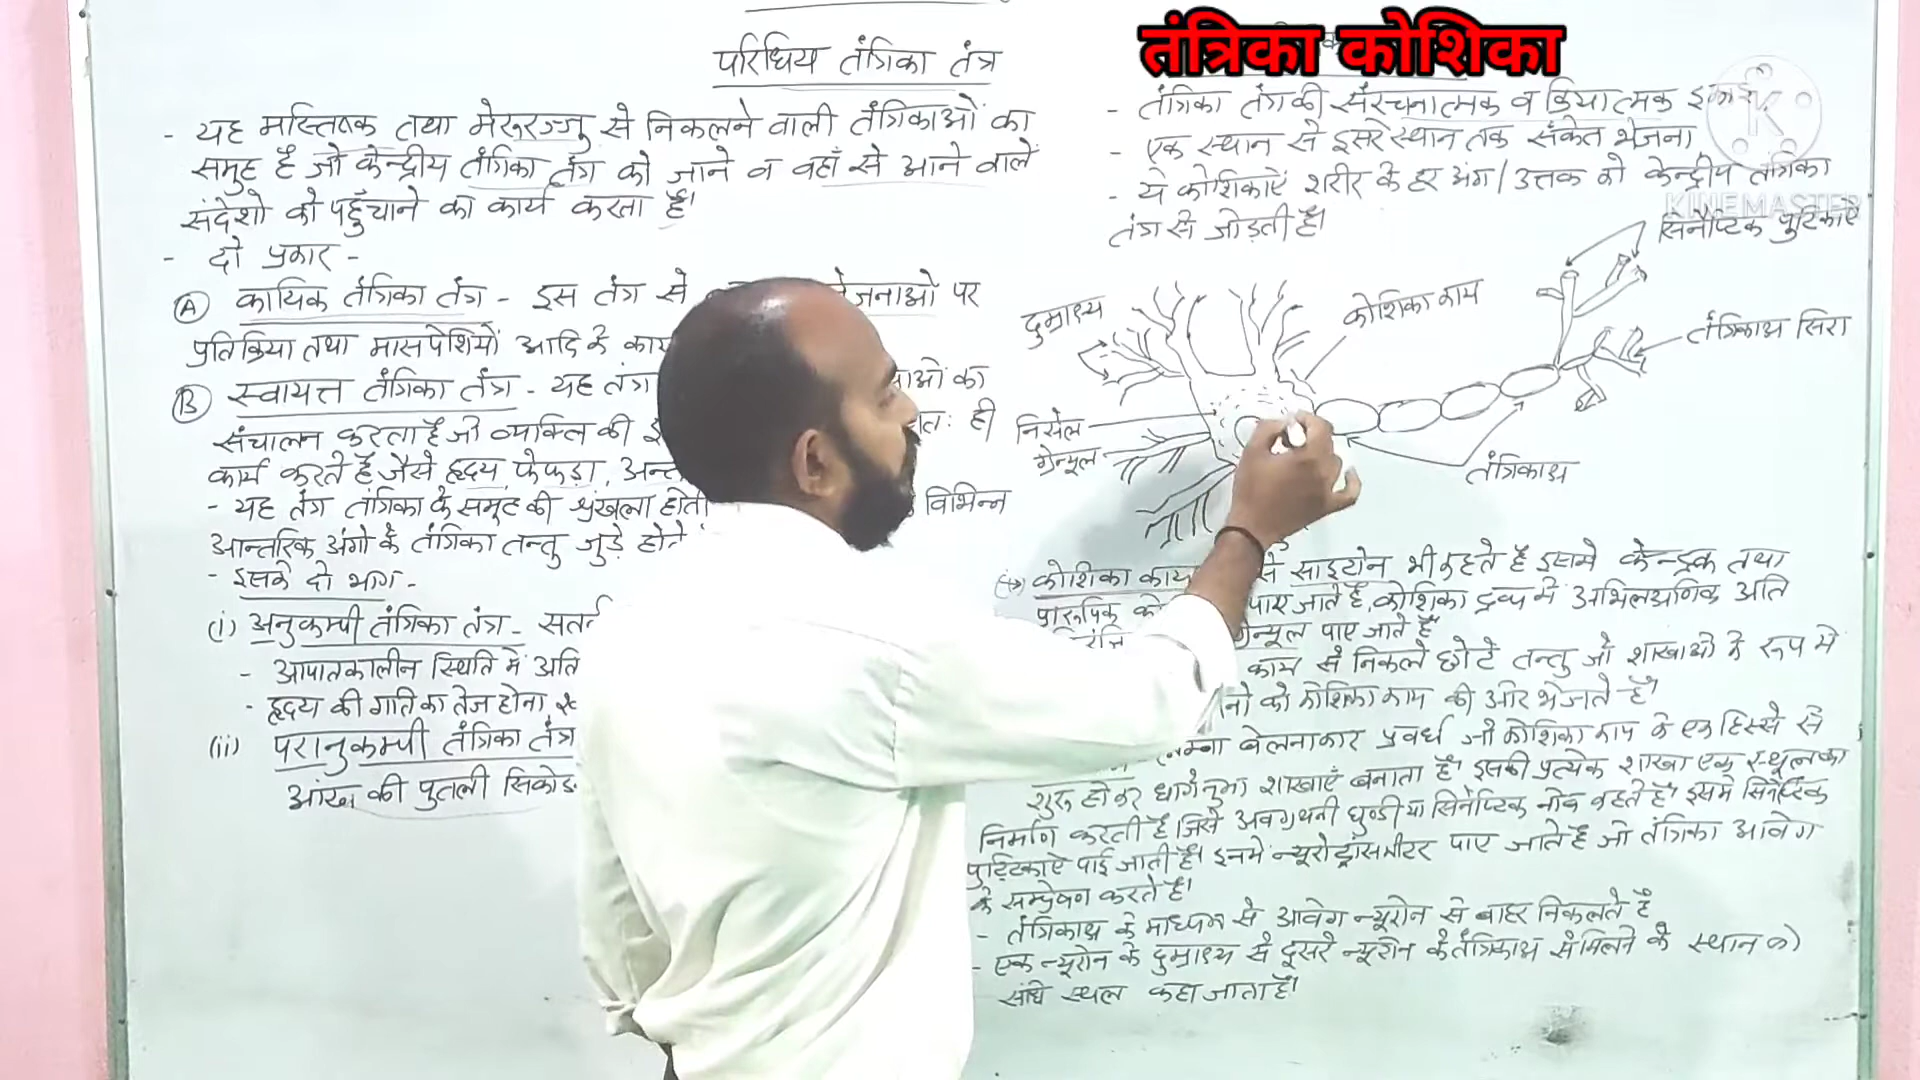 परिधिय तंत्रिका तंत्र
- यह मस्तिष्क तथा मेरुरज्जु से निकलने वाली तंत्रिकाओं का
समुह है जो केन्द्रीय तंत्रिका तंत्र को जाने व वहाँ से आने वाले
संदेशो को पहुँचाने का कार्य करता है।
- दो प्रकार -
(A) कायिक तंत्रिका तंत्र - इस तंत्र से जनाओ पर
प्रतिक्रिया तथा मासपेशियों आदि के काय
(B) स्वायत्त तंत्रिका तंत्र - यह तंत्र ओं का
संचालन करता है जो व्यक्ति की तः ही
कार्य करते है जैसे हृदय, फेफड़ा, अन्त
- यह तंत्र तंत्रिका के समूह की श्रृंखला होती विभिन्न
आन्तरिक अंगो के तंत्रिका तन्तु जुड़े होते
- इसके दो भाग -
(i) अनुकम्पी तंत्रिका तंत्र - सतर्
- आपातकालीन स्थिति में अति
- हृदय की गति का तेज होना,
(ii) परानुकम्पी तंत्रिका तंत्र
आंख की पुतली सिकोड़
तंत्रिका कोशिका
- तंत्रिका तंत्र की संरचनात्मक व क्रियात्मक
- एक स्थान से दुसरे स्थान तक संकेत भेजना
- ये कोशिकाएं शरीर के हर अंग / उत्तक को केन्द्रीय तंत्रिका
तंत्र से जोड़ती है।
KINEMASTER
सिनैप्टिक पुटिकाएँ
दुम्राश्य
कोशिका काय
तंत्रिकाक्ष सिरा
निसेल
ग्रेन्यूल
तंत्रिकाक्ष
कोशिका काय से साइटोन भी कहते है इसमे केन्द्रक तथा
प्रारूपिक को पाए जाते है, कोशिका द्रव्य में अभिलक्षणिक अति
रंजि ग्रेन्यूल पाए जाते है
काय से निकले छोटे तन्तु जो शाखाओ के रूप मे
नो को कोशिका काय की ओर भेजते है
लम्बा बेलनाकार प्रवर्ध जो कोशिका काय के एक हिस्से से
शुरू होकर धागेनुमा शाखाएँ बनाता है। इसकी प्रत्येक शाखा एक स्थूल का
निर्माण करती है जिसे अवग्रथनी घुण्डी या सिनेप्टिक नोब कहते है इसमे सिनेप्टिक
पुटिकाऐ पाई जाती है। इनमे न्यूरोट्रांसमीटर पाए जाते है जो तंत्रिका आवेग
के सम्प्रेषण करते है।
- तंत्रिकाक्ष के माध्यम से आवेग न्यूरोन से बाहर निकलते है
- एक न्यूरोन के दुम्राश्य से दूसरे न्यूरोन के तंत्रिकाक्ष से मिलने के स्थान को
संधि स्थल कहा जाता है।